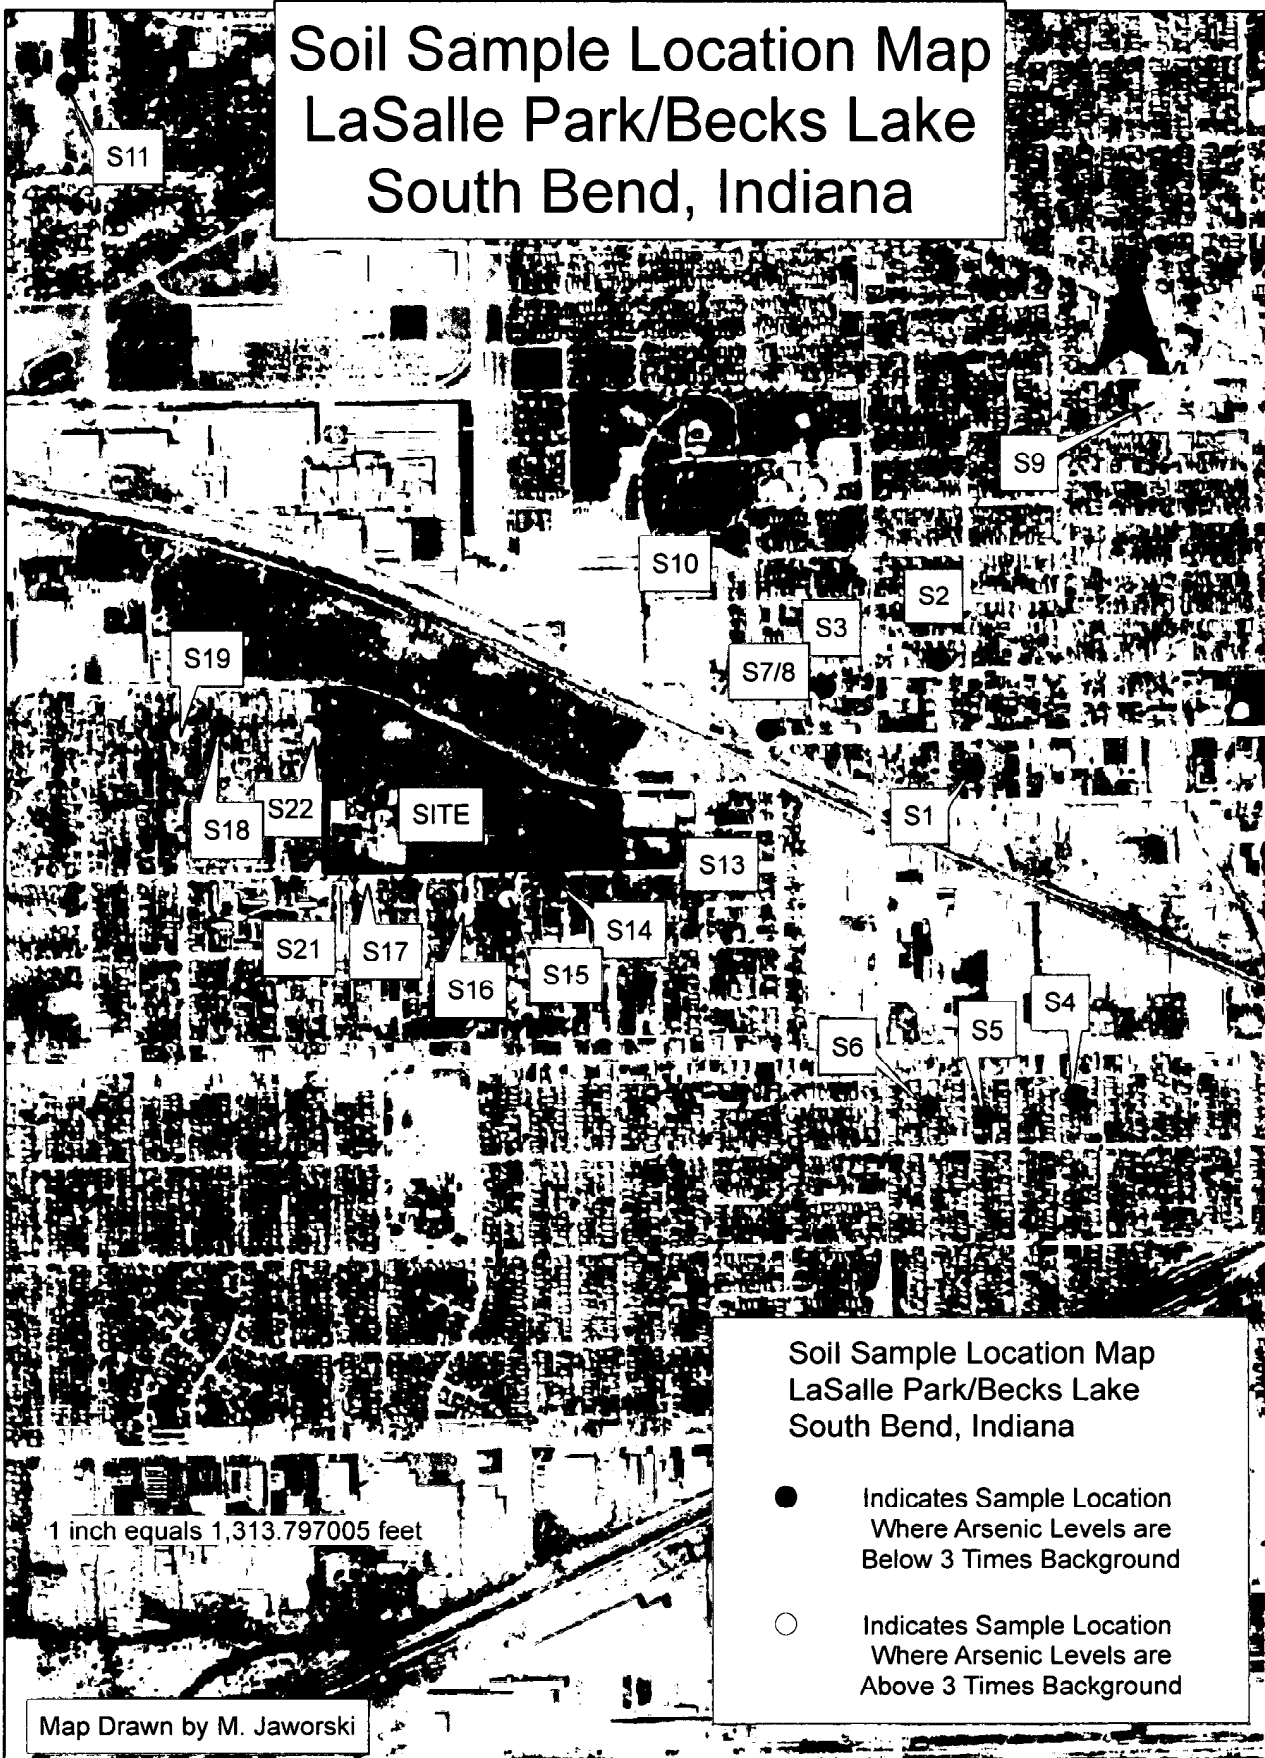 Soil Sample Location Map
LaSalle Park/Becks Lake
South Bend, Indiana
S11
S9
S10
S2
S3
S7/8
S19
S22
S18
SITE
S1
S13
S14
S21
S17
S15
S16
S4
S5
S6
Soil Sample Location Map
LaSalle Park/Becks Lake
South Bend, Indiana
Indicates Sample Location
Where Arsenic Levels are
Below 3 Times Background
1 inch equals 1,313.797005 feet
Indicates Sample Location
Where Arsenic Levels are
Above 3 Times Background
Map Drawn by M. Jaworski